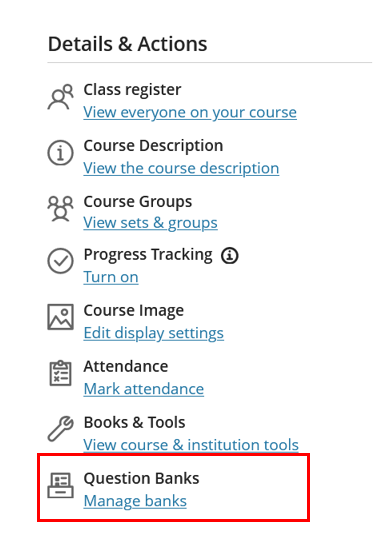 Details & Actions
Class register
View everyone on your course
Course Description
View the course description
Course Groups
View sets & groups
Progress Tracking
Turn on
Course Image
Edit display settings
Attendance
Mark attendance
Books & Tools
View course & institution tools
Question Banks
Manage banks